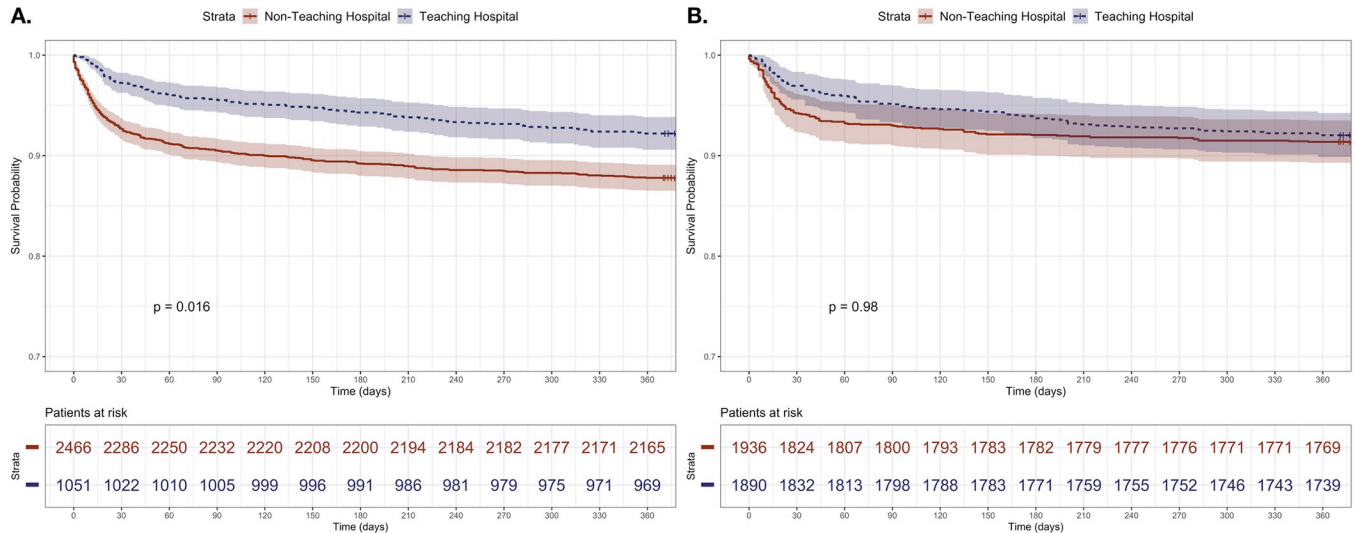 A.
Strata Non-Teaching Hospital Teaching Hospital
1.0
0.9
0.8
0.7
Survival Probability
p = 0.016
0 30 60 90 120 150 180 210 240 270 300 330 360
Time (days)
Patients at risk
Strata
2466 2286 2250 2232 2220 2208 2200 2194 2184 2182 2177 2171 2165
1051 1022 1010 1005 999 996 991 986 981 979 975 971 969
0 30 60 90 120 150 180 210 240 270 300 330 360
Time (days)
B.
Strata Non-Teaching Hospital Teaching Hospital
1.0
0.9
0.8
0.7
Survival Probability
p = 0.98
0 30 60 90 120 150 180 210 240 270 300 330 360
Time (days)
Patients at risk
Strata
1936 1824 1807 1800 1793 1783 1782 1779 1777 1776 1771 1771 1769
1890 1832 1813 1798 1788 1783 1771 1759 1755 1752 1746 1743 1739
0 30 60 90 120 150 180 210 240 270 300 330 360
Time (days)